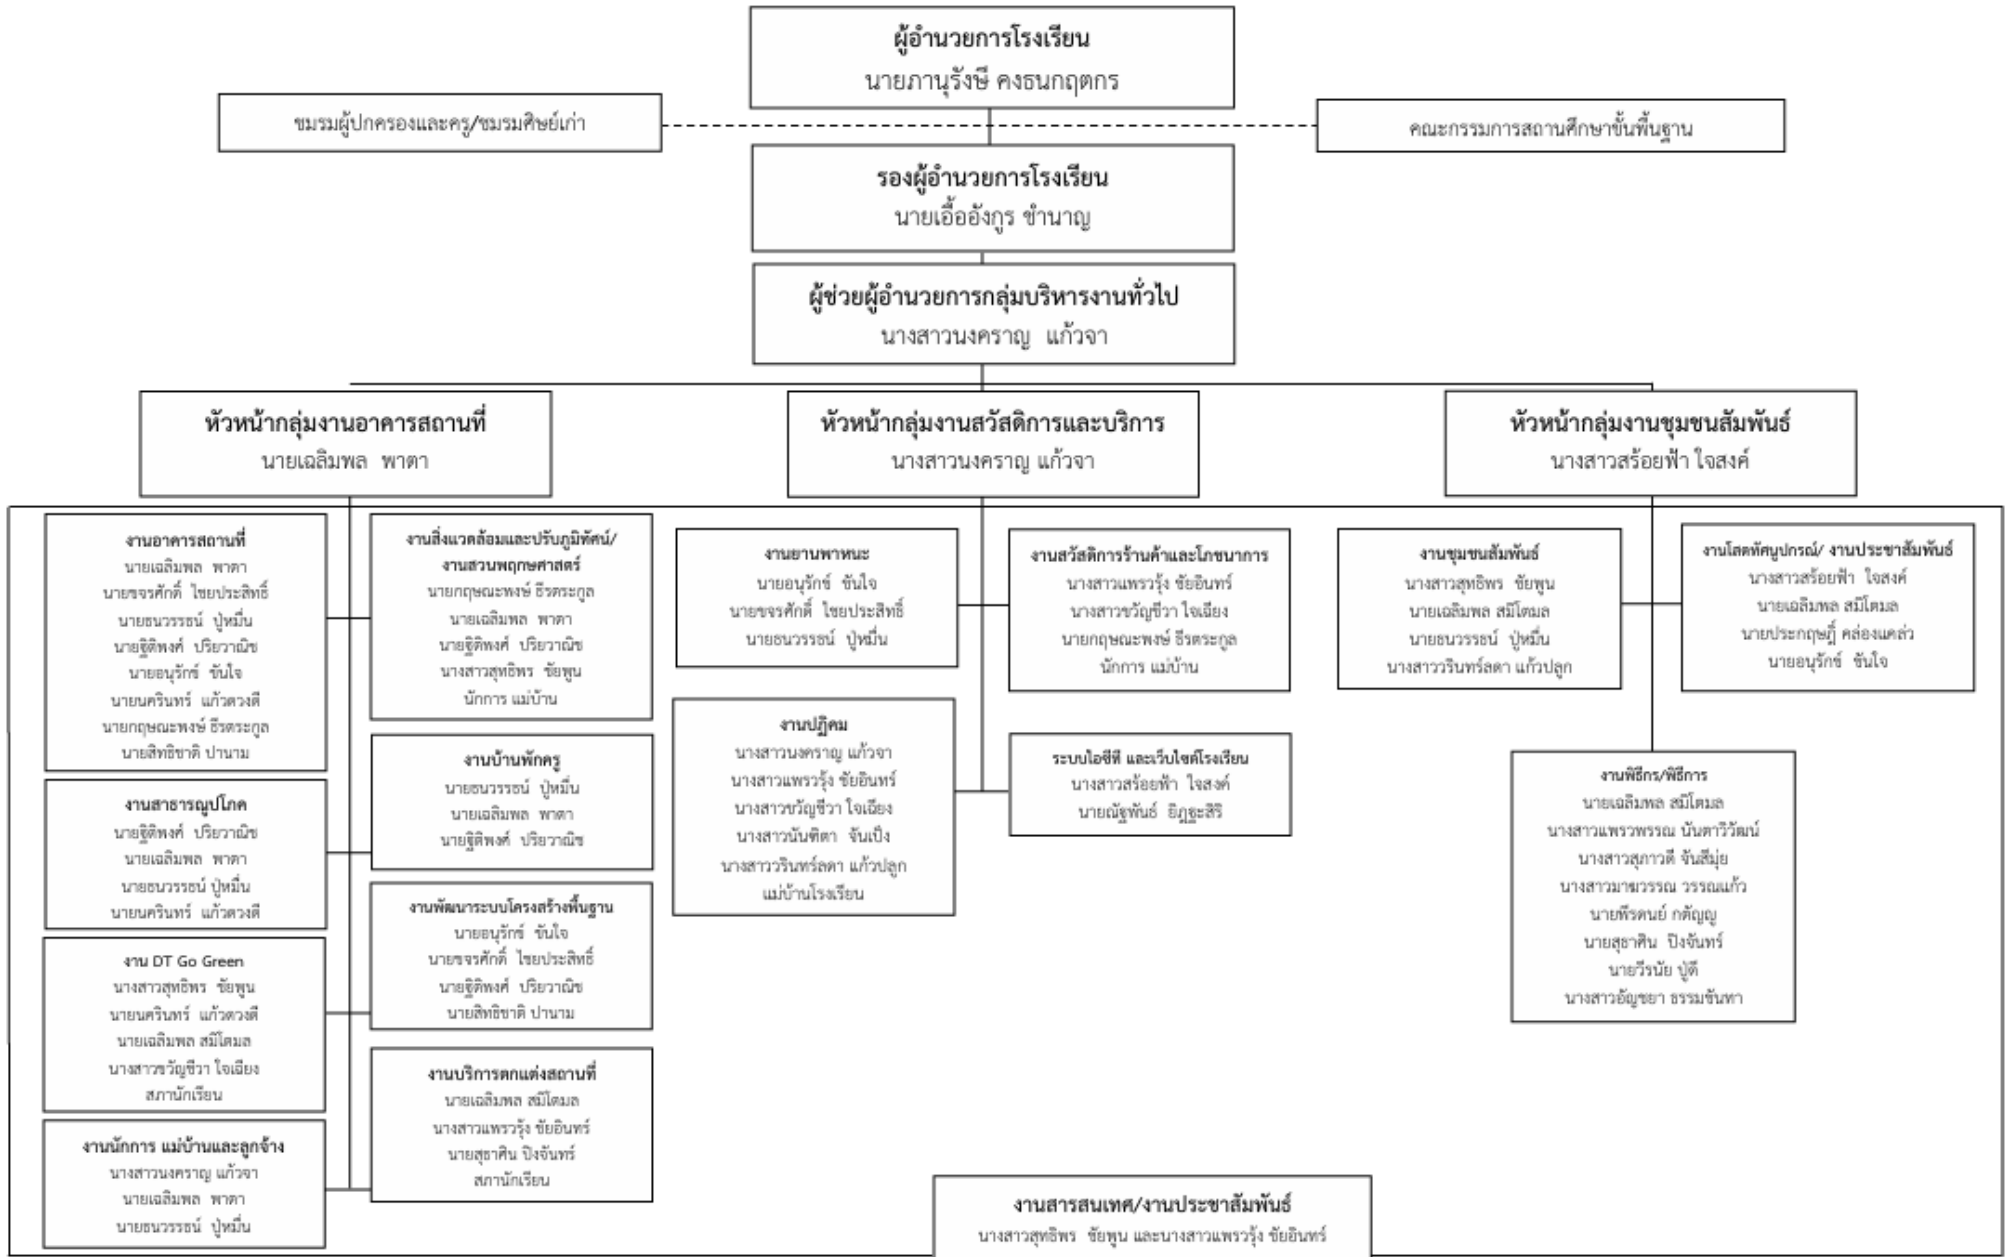 ผู้อำนวยการโรงเรียน
นายภานุรังษี คงธนกฤตกร
ชมรมผู้ปกครองและครู/ชมรมศิษย์เก่า
คณะกรรมการสถานศึกษาขั้นพื้นฐาน
รองผู้อำนวยการโรงเรียน
นายเอื้ออังกูร ชำนาญ
ผู้ช่วยผู้อำนวยการกลุ่มบริหารงานทั่วไป
นางสาวนงคราญ แก้วจา
หัวหน้ากลุ่มงานอาคารสถานที่
นายเฉลิมพล พาตา
หัวหน้ากลุ่มงานสวัสดิการและบริการ
นางสาวนงคราญ แก้วจา
หัวหน้ากลุ่มงานชุมชนสัมพันธ์
นางสาวสร้อยฟ้า ใจสงค์
งานอาคารสถานที่
นายเฉลิมพล พาตา
นายขจรศักดิ์ ไชยประสิทธิ์
นายธนวรรธน์ ปู่หมื่น
นายฐิติพงศ์ ปริยวาณิช
นายอนุรักษ์ ขันใจ
นายนครินทร์ แก้วดวงดี
นายกฤษณะพงษ์ ธีรตระกูล
นายสิทธิชาติ ปานาม
งานสาธารณูปโภค
นายฐิติพงศ์ ปริยวาณิช
นายเฉลิมพล พาตา
นายธนวรรธน์ ปู่หมื่น
นายนครินทร์ แก้วดวงดี
งาน DT Go Green
นางสาวสุทธิพร ชัยพูน
นายนครินทร์ แก้วดวงดี
นายเฉลิมพล สมิโตมล
นางสาวขวัญชีวา ใจเฉียง
สภานักเรียน
งานนักการ แม่บ้านและลูกจ้าง
นางสาวนงคราญ แก้วจา
นายเฉลิมพล พาตา
นายธนวรรธน์ ปู่หมื่น
งานสิ่งแวดล้อมและปรับภูมิทัศน์/
งานสวนพฤกษศาสตร์
นายกฤษณะพงษ์ ธีรตระกูล
นายเฉลิมพล พาตา
นายฐิติพงศ์ ปริยวาณิช
นางสาวสุทธิพร ชัยพูน
นักการ แม่บ้าน
งานบ้านพักครู
นายธนวรรธน์ ปู่หมื่น
นายเฉลิมพล พาตา
นายฐิติพงศ์ ปริยวาณิช
งานพัฒนาระบบโครงสร้างพื้นฐาน
นายอนุรักษ์ ขันใจ
นายขจรศักดิ์ ไชยประสิทธิ์
นายฐิติพงศ์ ปริยวาณิช
นายสิทธิชาติ ปานาม
งานบริการตกแต่งสถานที่
นายเฉลิมพล สมิโตมล
นางสาวแพรวรุ้ง ชัยอินทร์
นายสุธาศิน ปิงจันทร์
สภานักเรียน
งานยานพาหนะ
นายอนุรักษ์ ขันใจ
นายขจรศักดิ์ ไชยประสิทธิ์
นายธนวรรธน์ ปู่หมื่น
งานปฏิคม
นางสาวนงคราญ แก้วจา
นางสาวแพรวรุ้ง ชัยอินทร์
นางสาวขวัญชีวา ใจเฉียง
นางสาวนันฑิตา จันเป็ง
นางสาววรินทร์ลดา แก้วปลูก
แม่บ้านโรงเรียน
งานสวัสดิการร้านค้าและโภชนาการ
นางสาวแพรวรุ้ง ชัยอินทร์
นางสาวขวัญชีวา ใจเฉียง
นายกฤษณะพงษ์ ธีรตระกูล
นักการ แม่บ้าน
ระบบไอซีที และเว็บไซต์โรงเรียน
นางสาวสร้อยฟ้า ใจสงค์
นายณัฐพันธ์ ยิฏฐะสิริ
งานชุมชนสัมพันธ์
นางสาวสุทธิพร ชัยพูน
นายเฉลิมพล สมิโตมล
นายธนวรรธน์ ปู่หมื่น
นางสาววรินทร์ลดา แก้วปลูก
งานโสตทัศนูปกรณ์/ งานประชาสัมพันธ์
นางสาวสร้อยฟ้า ใจสงค์
นายเฉลิมพล สมิโตมล
นายประกฤษฎิ์ คล่องแคล่ว
นายอนุรักษ์ ขันใจ
งานพิธีกร/พิธีการ
นายเฉลิมพล สมิโตมล
นางสาวแพรวพรรณ นันตาวิวัฒน์
นางสาวสุภาวดี จันสีมุ่ย
นางสาวมาฆวรรณ วรรณแก้ว
นายพีรดนย์ กตัญญู
นายสุธาศิน ปิงจันทร์
นายวีรนัย ปู่ดี
นางสาวอัญชยา ธรรมขันทา
งานสารสนเทศ/งานประชาสัมพันธ์
นางสาวสุทธิพร ชัยพูน และนางสาวแพรวรุ้ง ชัยอินทร์